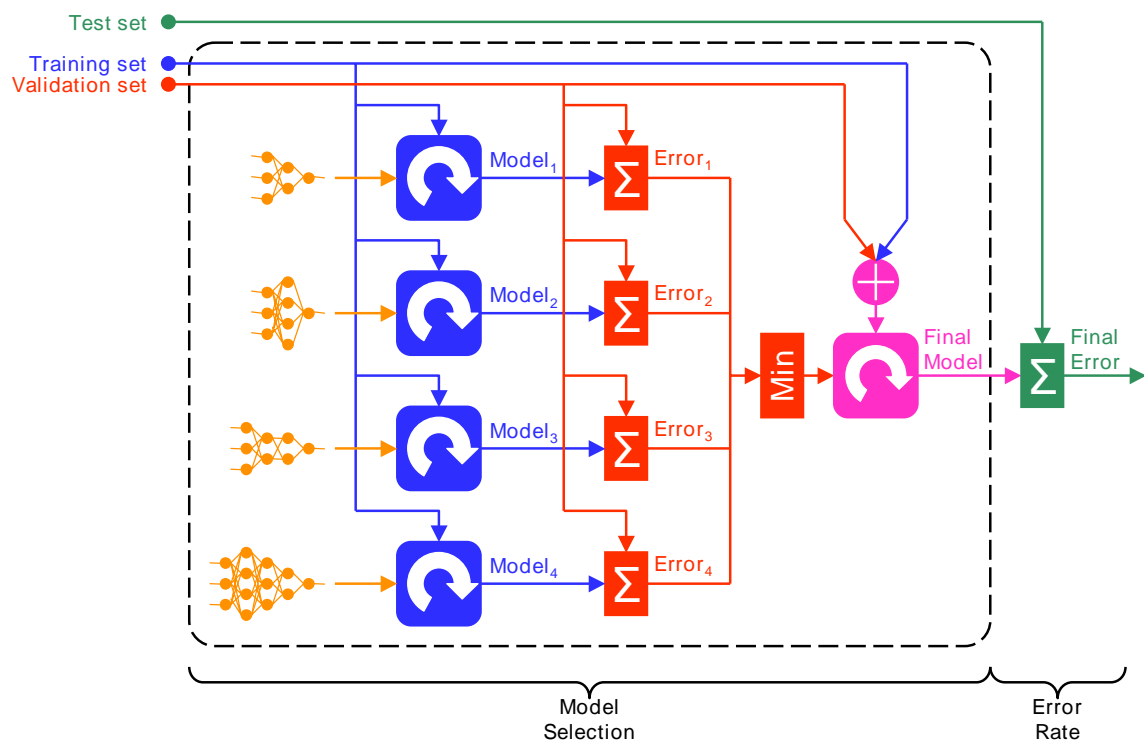 Test set
Training set
Validation set
Model₁
Σ
Error₁
Model₂
Σ
Error₂
Final
Model
Final
Error
Min
Σ
Model₃
Σ
Error₃
Model₄
Σ
Error₄
Model
Selection
Error
Rate